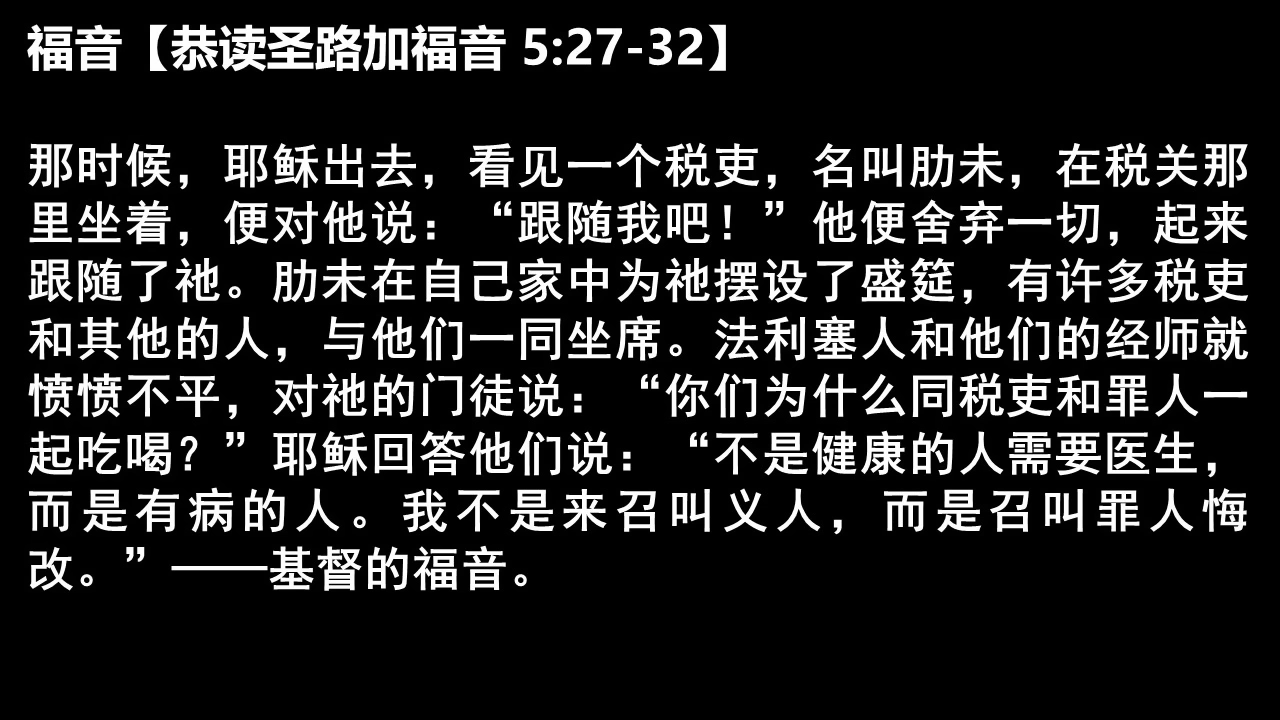 福音【恭读圣路加福音 5:27-32】
那时候，耶稣出去，看见一个税吏，名叫肋未，在税关那
里坐着，便对他说：“跟随我吧！”他便舍弃一切，起来
跟随了祂。肋未在自己家中为祂摆设了盛筵，有许多税吏
和其他的人，与他们一同坐席。法利塞人和他们的经师就
愤愤不平，对祂的门徒说：“你们为什么同税吏和罪人一
起吃喝？”耶稣回答他们说：“不是健康的人需要医生，
而是有病的人。我不是来召叫义人，而是召叫罪人悔
改。”——基督的福音。